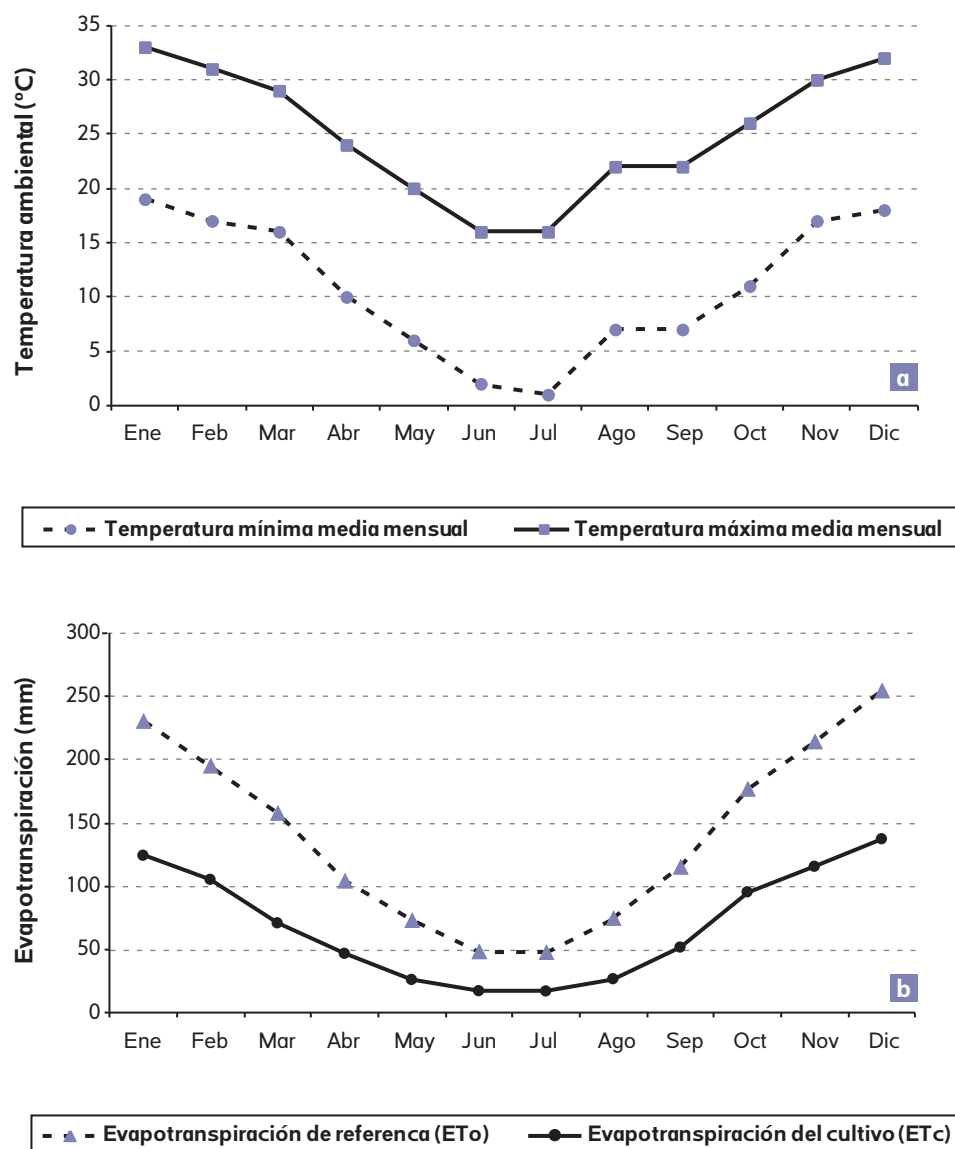 35
30
25
20
15
10
5
0
Temperatura ambiental (°C)
a
Ene Feb Mar Abr May Jun Jul Ago Sep Oct Nov Dic
Temperatura mínima media mensual Temperatura máxima media mensual
300
250
200
150
100
50
0
Evapotranspiración (mm)
b
Ene Feb Mar Abr May Jun Jul Ago Sep Oct Nov Dic
Evapotranspiración de referenca (ETo) Evapotranspiración del cultivo (ETc)